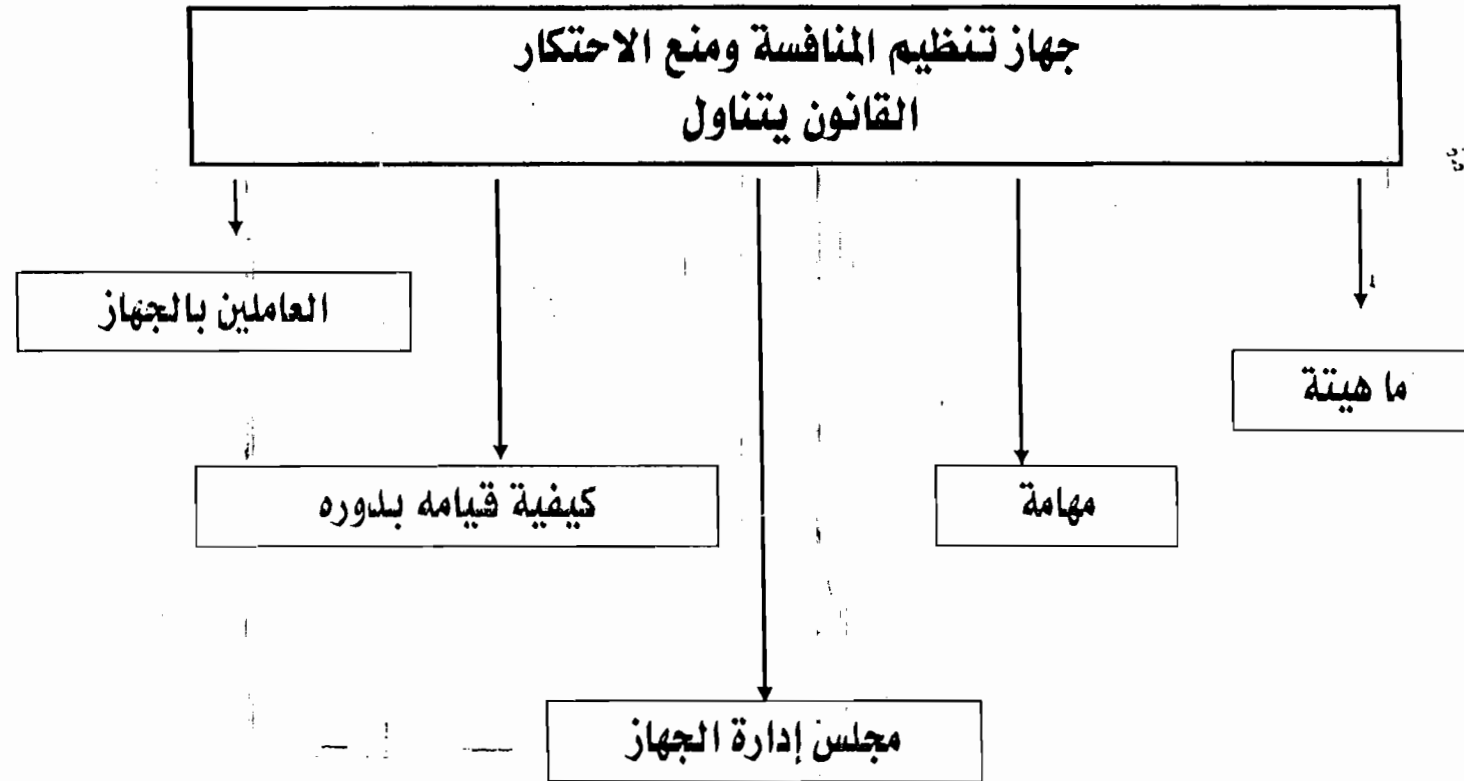 جهاز تنظيم المنافسة ومنع الاحتكار
القانون يتناول
ما هيتة
مهامة
مجلس إدارة الجهاز
كيفية قيامه بدوره
العاملين بالجهاز